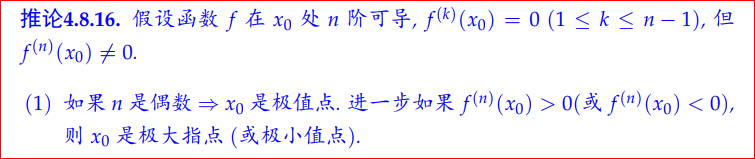 推论4.8.16. 假设函数 f 在 x₀ 处 n 阶可导, f⁽ᵏ⁾(x₀) = 0 (1 ≤ k ≤ n − 1), 但
f⁽ⁿ⁾(x₀) ≠ 0.
(1) 如果 n 是偶数 ⇒ x₀ 是极值点. 进一步如果 f⁽ⁿ⁾(x₀) > 0(或 f⁽ⁿ⁾(x₀) < 0),
则 x₀ 是极大指点 (或极小值点).